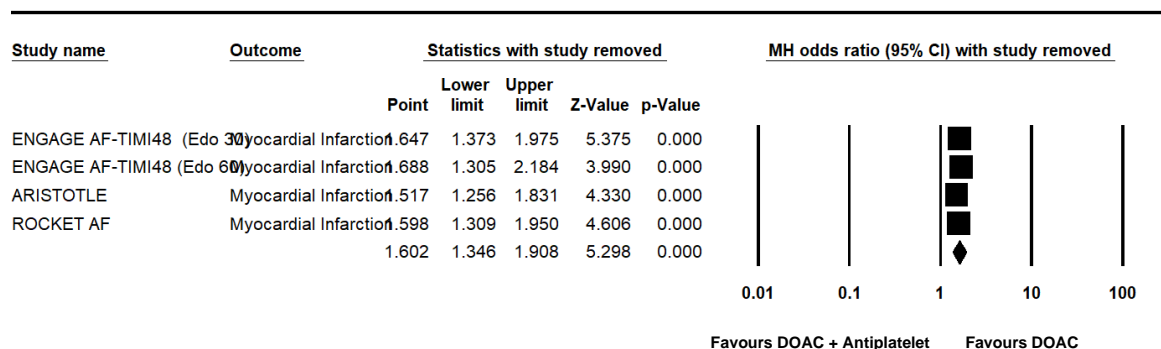 Study name Outcome Statistics with study removed MH odds ratio (95% CI) with study removed
Lower Upper
Point limit limit Z-Value p-Value
ENGAGE AF-TIMI48 (Edo 30) Myocardial Infarction 1.647 1.373 1.975 5.375 0.000
ENGAGE AF-TIMI48 (Edo 60) Myocardial Infarction 1.688 1.305 2.184 3.990 0.000
ARISTOTLE Myocardial Infarction 1.517 1.256 1.831 4.330 0.000
ROCKET AF Myocardial Infarction 1.598 1.309 1.950 4.606 0.000
1.602 1.346 1.908 5.298 0.000
0.01 0.1 1 10 100
Favours DOAC + Antiplatelet Favours DOAC